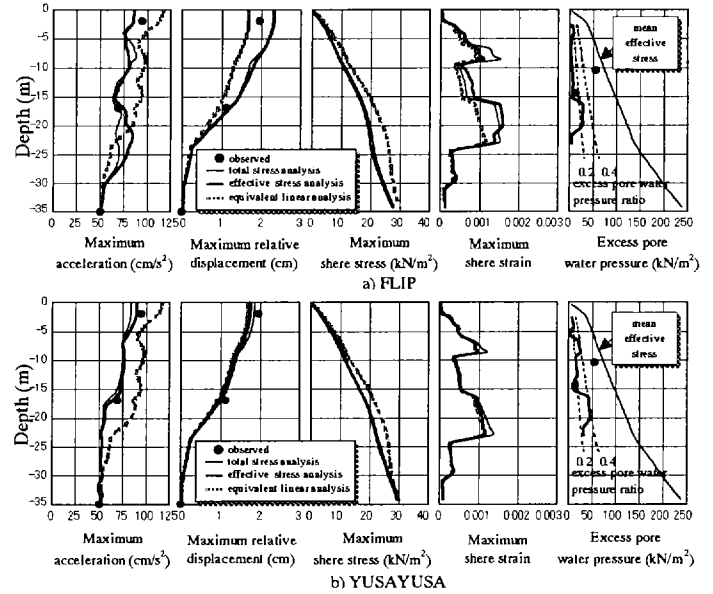 0
-5
-10
-15
-20
-25
-30
-35
Depth (m)
mean
effective
stress
observed
total stress analysis
effective stress analysis
equivalent linear analysis
0.2 0.4
excess pore water
pressure ratio
0 25 50 75 100 125
0 1 2 3
0 10 20 30 40
0 0.001 0.002 0.003
0 50 100 150 200 250
Maximum
acceleration (cm/s²)
Maximum relative
displacement (cm)
Maximum
shere stress (kN/m²)
Maximum
shere strain
Excess pore
water pressure (kN/m²)
a) FLIP
0
-5
-10
-15
-20
-25
-30
-35
Depth (m)
mean
effective
stress
observed
total stress analysis
effective stress analysis
equivalent linear analysis
0.2 0.4
excess pore water
pressure ratio
0 25 50 75 100 125
0 1 2 3
0 10 20 30 40
0 0.001 0.002 0.003
0 50 100 150 200 250
Maximum
acceleration (cm/s²)
Maximum relative
displacement (cm)
Maximum
shere stress (kN/m²)
Maximum
shere strain
Excess pore
water pressure (kN/m²)
b) YUSAYUSA